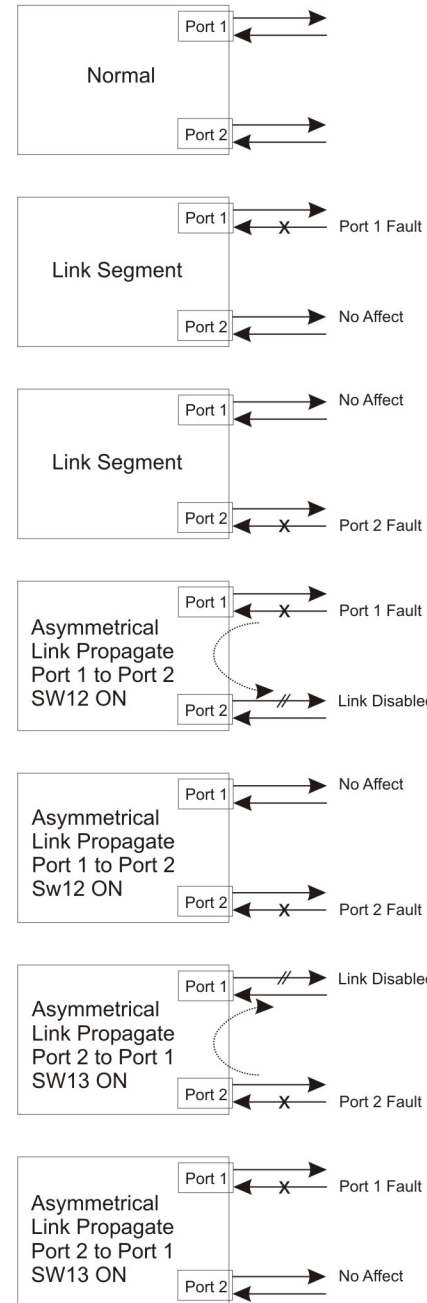 Port 1
Normal
Port 2
Port 1
Port 1 Fault
Link Segment
Port 2
No Affect
Port 1
No Affect
Link Segment
Port 2
Port 2 Fault
Port 1
Port 1 Fault
Asymmetrical
Link Propagate
Port 1 to Port 2
SW12 ON
Port 2
Link Disabled
Port 1
No Affect
Asymmetrical
Link Propagate
Port 1 to Port 2
Sw12 ON
Port 2
Port 2 Fault
Port 1
Link Disabled
Asymmetrical
Link Propagate
Port 2 to Port 1
SW13 ON
Port 2
Port 2 Fault
Port 1
Port 1 Fault
Asymmetrical
Link Propagate
Port 2 to Port 1
SW13 ON
Port 2
No Affect